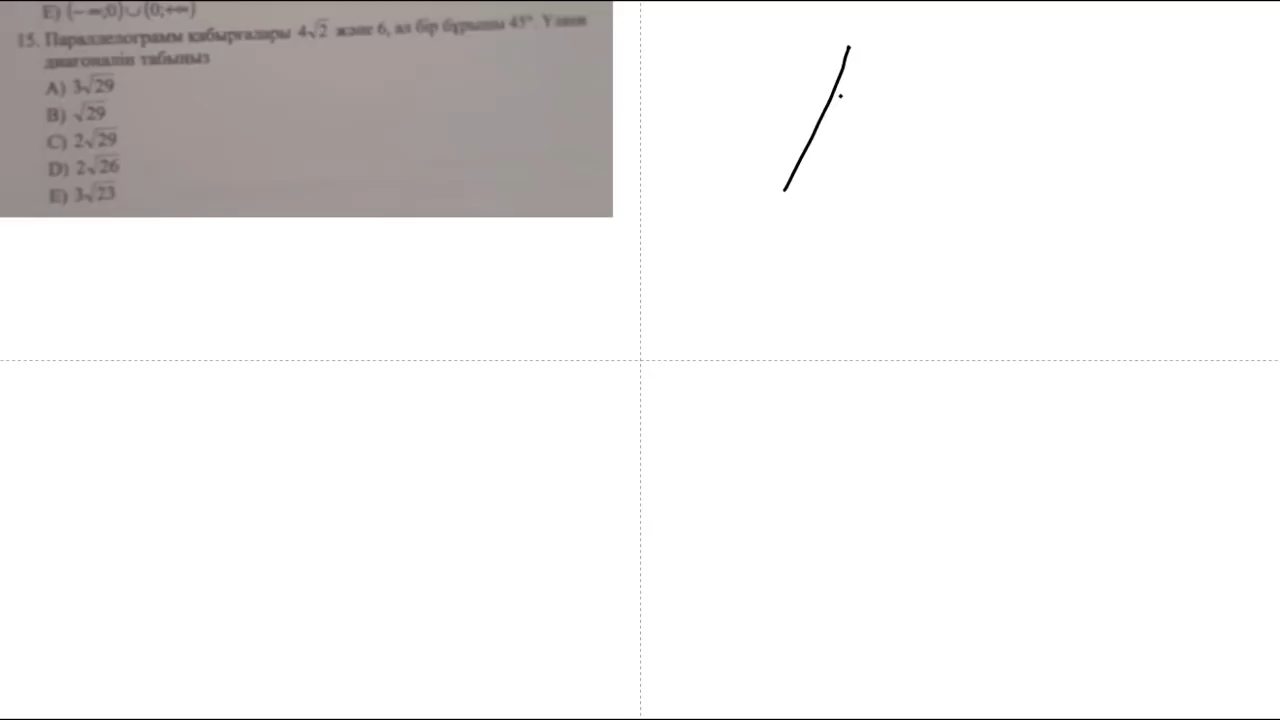 E) (−∞;0)∪(0;+∞)
15. Параллелограмм қабырғалары 4√2 және 6, ал бір бұрышы 45°. Үлкен
диагоналін табыңыз
A) 3√29
B) √29
C) 2√29
D) 2√26
E) 3√23